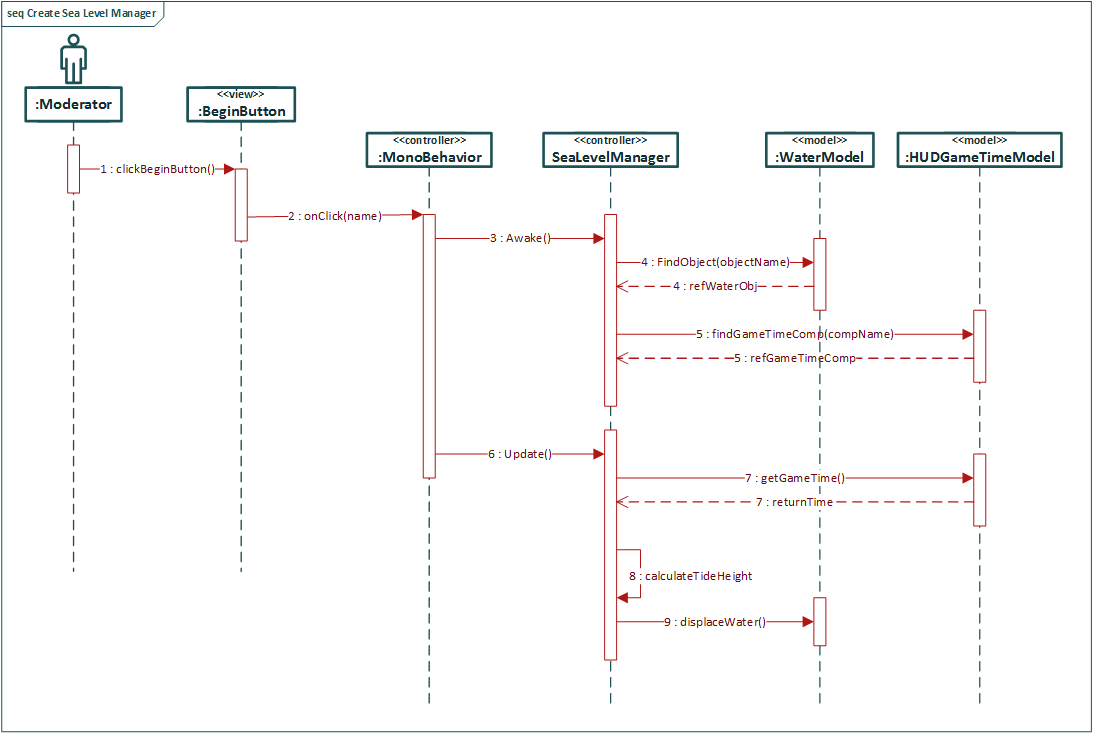 seq Create Sea Level Manager
:Moderator
<<view>>
:BeginButton
<<controller>>
:MonoBehavior
<<controller>>
SeaLevelManager
<<model>>
:WaterModel
<<model>>
:HUDGameTimeModel
1 : clickBeginButton()
2 : onClick(name)
3 : Awake()
4 : FindObject(objectName)
4 : refWaterObj
5 : findGameTimeComp(compName)
5 : refGameTimeComp
6 : Update()
7 : getGameTime()
7 : returnTime
8 : calculateTideHeight
9 : displaceWater()